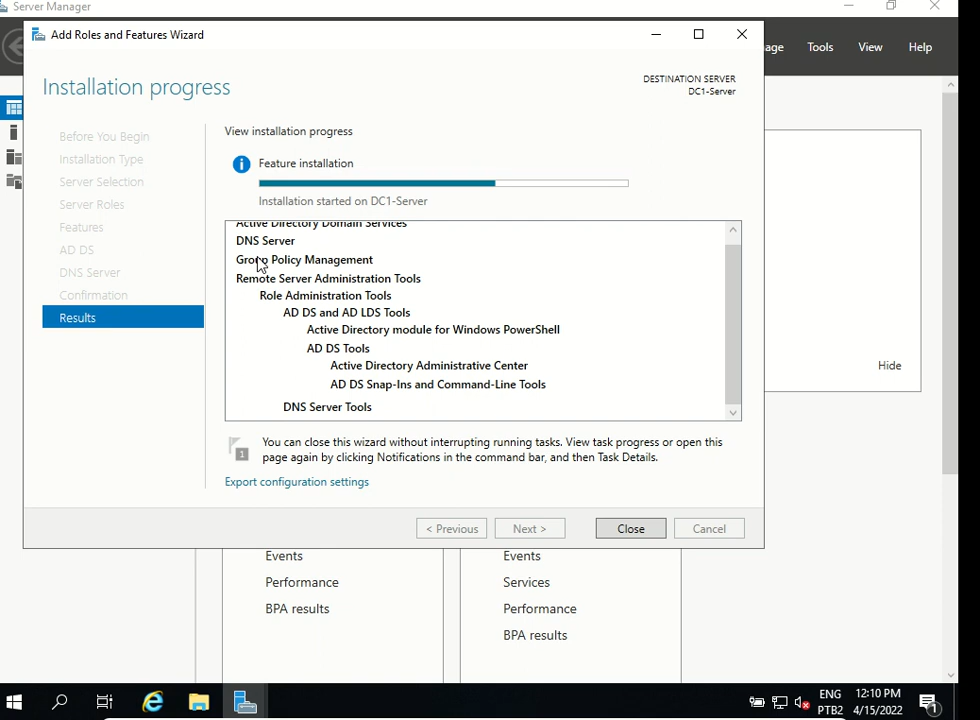 Server Manager
Add Roles and Features Wizard
Tools View Help
Installation progress
DESTINATION SERVER
DC1-Server
Before You Begin
Installation Type
Server Selection
Server Roles
Features
AD DS
DNS Server
Confirmation
Results
View installation progress
Feature installation
Installation started on DC1-Server
Active Directory Domain Services
DNS Server
Group Policy Management
Remote Server Administration Tools
Role Administration Tools
AD DS and AD LDS Tools
Active Directory module for Windows PowerShell
AD DS Tools
Active Directory Administrative Center
AD DS Snap-Ins and Command-Line Tools
DNS Server Tools
Hide
1
You can close this wizard without interrupting running tasks. View task progress or open this
page again by clicking Notifications in the command bar, and then Task Details.
Export configuration settings
< Previous
Next >
Close
Cancel
Events
Performance
BPA results
Events
Services
Performance
BPA results
ENG
PTB2
12:10 PM
4/15/2022
1